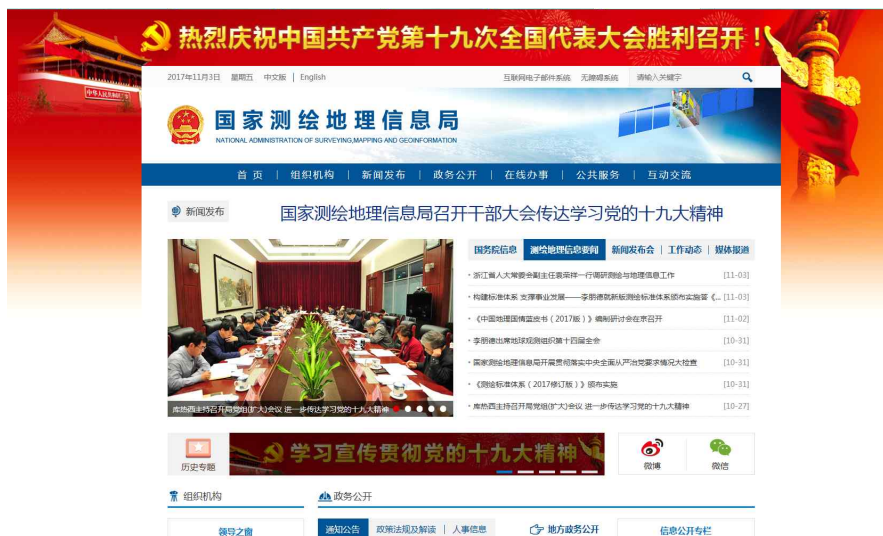 热烈庆祝中国共产党第十九次全国代表大会胜利召开！
2017年11月3日 星期五 中文版 | English 互联网电子邮件系统 无障碍系统 请输入关键字
国家测绘地理信息局
NATIONAL ADMINISTRATION OF SURVEYING,MAPPING AND GEOINFORMATION
首 页 | 组织机构 | 新闻发布 | 政务公开 | 在线办事 | 公共服务 | 互动交流
新闻发布 国家测绘地理信息局召开干部大会传达学习党的十九大精神
国务院信息 测绘地理信息要闻 新闻发布会 | 工作动态 | 媒体报道
· 浙江省人大常委会副主任袁荣祥一行调研测绘与地理信息工作 [11-03]
· 构建标准体系 支撑事业发展——李朋德就新版测绘标准体系颁布实施答《... [11-03]
· 《中国地理国情蓝皮书（2017版）》编制研讨会在京召开 [11-02]
· 李朋德出席地球观测组织第十四届全会 [10-31]
· 国家测绘地理信息局开展贯彻落实中央全面从严治党要求情况大检查 [10-31]
· 《测绘标准体系（2017修订版）》颁布实施 [10-31]
· 库热西主持召开局党组(扩大)会议 进一步传达学习党的十九大精神 [10-27]
库热西主持召开局党组(扩大)会议 进一步传达学习党的十九大精神
历史专题
学习宣传贯彻党的十九大精神
微博 微信
组织机构 政务公开
领导之窗 通知公告 政策法规及解读 | 人事信息 地方政务公开 信息公开专栏